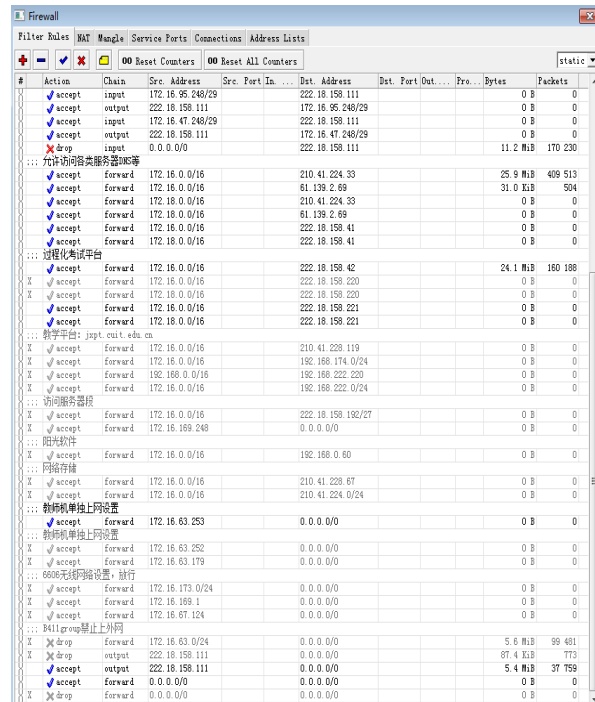 Firewall
Filter Rules NAT Mangle Service Ports Connections Address Lists
00 Reset Counters 00 Reset All Counters static
# Action Chain Src. Address Src. Port In. ... Dst. Address Dst. Port Out.... Pro... Bytes Packets
accept input 172.16.95.248/29 222.18.158.111 0 B 0
accept output 222.18.158.111 172.16.95.248/29 0 B 0
accept input 172.16.47.248/29 222.18.158.111 0 B 0
accept output 222.18.158.111 172.16.47.248/29 0 B 0
drop input 0.0.0.0/0 222.18.158.111 11.2 MiB 170 230
;;; 允许访问各类服务器DNS等
accept forward 172.16.0.0/16 210.41.224.33 25.9 MiB 409 513
accept forward 172.16.0.0/16 61.139.2.69 31.0 KiB 504
accept forward 172.18.0.0/16 210.41.224.33 0 B 0
accept forward 172.18.0.0/16 61.139.2.69 0 B 0
accept forward 172.16.0.0/16 222.18.158.41 0 B 0
accept forward 172.18.0.0/16 222.18.158.41 0 B 0
;;; 过程化考试平台
accept forward 172.16.0.0/16 222.18.158.42 24.1 MiB 160 188
X accept forward 172.16.0.0/16 222.18.158.220 0 B 0
X accept forward 172.18.0.0/16 222.18.158.220 0 B 0
accept forward 172.16.0.0/16 222.18.158.221 0 B 0
accept forward 172.18.0.0/16 222.18.158.221 0 B 0
;;; 教学平台: jxpt.cuit.edu.cn
X accept forward 172.16.0.0/16 210.41.228.119 0 B 0
X accept forward 172.16.0.0/16 192.168.174.0/24 0 B 0
X accept forward 192.168.0.0/16 192.168.222.220 0 B 0
X accept forward 172.16.0.0/16 192.168.222.0/24 0 B 0
;;; 访问服务器段
X accept forward 172.16.0.0/16 222.18.158.192/27 0 B 0
X accept forward 172.16.169.248 0.0.0.0/0 0 B 0
;;; 阳光软件
X accept forward 172.16.0.0/16 192.168.0.60 0 B 0
;;; 网络存储
X accept forward 172.16.0.0/16 210.41.228.67 0 B 0
X accept forward 172.16.0.0/16 210.41.224.0/24 0 B 0
;;; 教师机单独上网设置
accept forward 172.16.63.253 0.0.0.0/0 0 B 0
;;; 教师机单独上网设置
X accept forward 172.16.63.252 0.0.0.0/0 0 B 0
X accept forward 172.16.63.179 0.0.0.0/0 0 B 0
;;; 6606无线网络设置，放行
X accept forward 172.16.173.0/24 0.0.0.0/0 0 B 0
X accept forward 172.16.169.1 0.0.0.0/0 0 B 0
X accept forward 172.16.67.124 0.0.0.0/0 0 B 0
;;; B411group禁止上外网
X drop forward 172.16.63.0/24 0.0.0.0/0 5.6 MiB 99 481
X drop output 222.18.158.111 0.0.0.0/0 87.4 KiB 773
accept output 222.18.158.111 0.0.0.0/0 5.4 MiB 37 759
accept forward 0.0.0.0/0 0.0.0.0/0 0 B 0
X drop forward 0.0.0.0/0 0.0.0.0/0 0 B 0